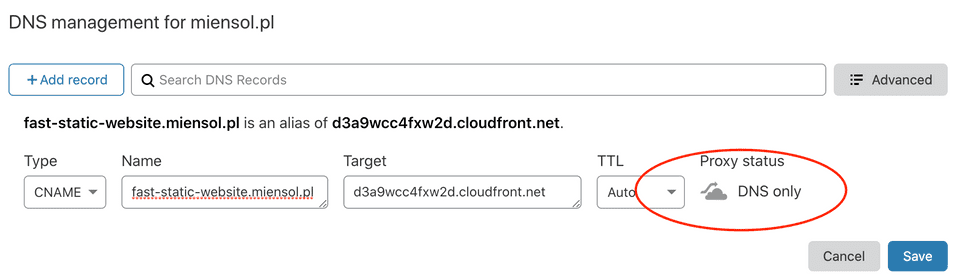 DNS management for miensol.pl
+ Add record Search DNS Records Advanced
fast-static-website.miensol.pl is an alias of d3a9wcc4fxw2d.cloudfront.net.
Type Name Target TTL Proxy status
CNAME fast-static-website.miensol.pl d3a9wcc4fxw2d.cloudfront.net Auto DNS only
Cancel Save